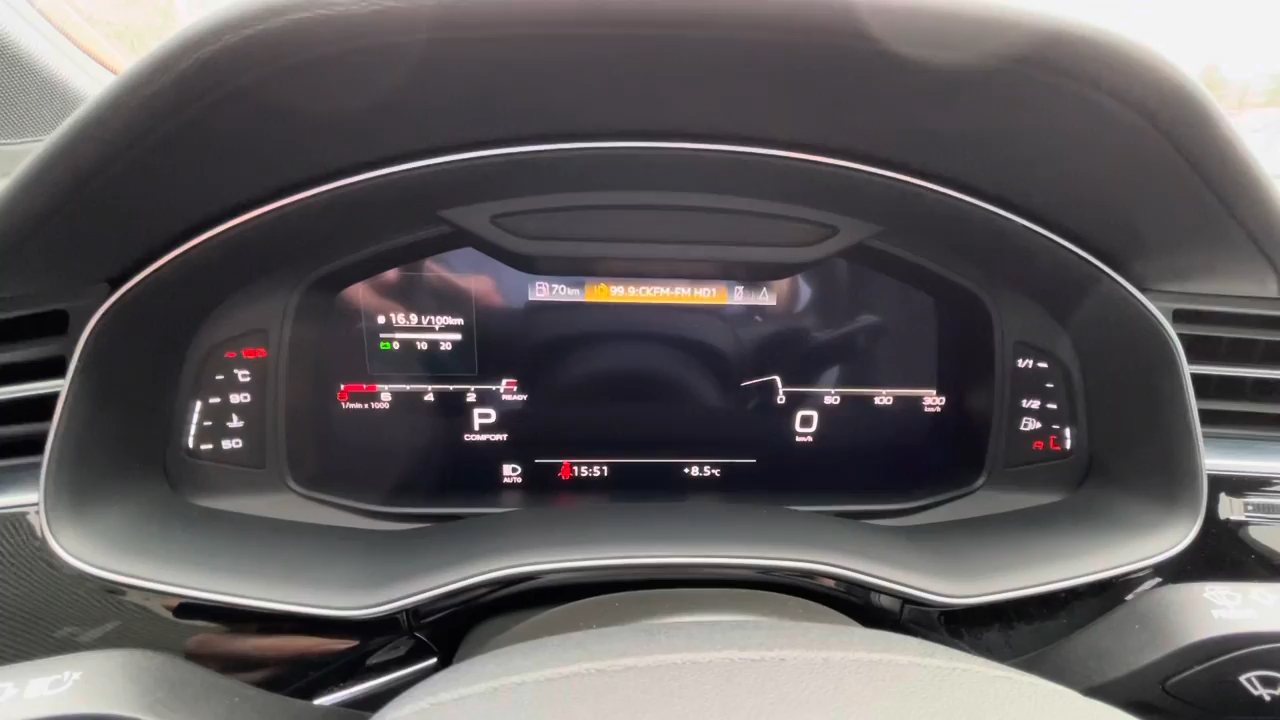 70 km
99.9:CKFM-FM HD1
ø 16.9 l/100km
0 10 20
°C
90
50
8 6 4 2 READY
1/min x 1000
P
COMFORT
0 50 100 300
km/h
0
km/h
1/1
1/2
R
AUTO
15:51
+8.5°C